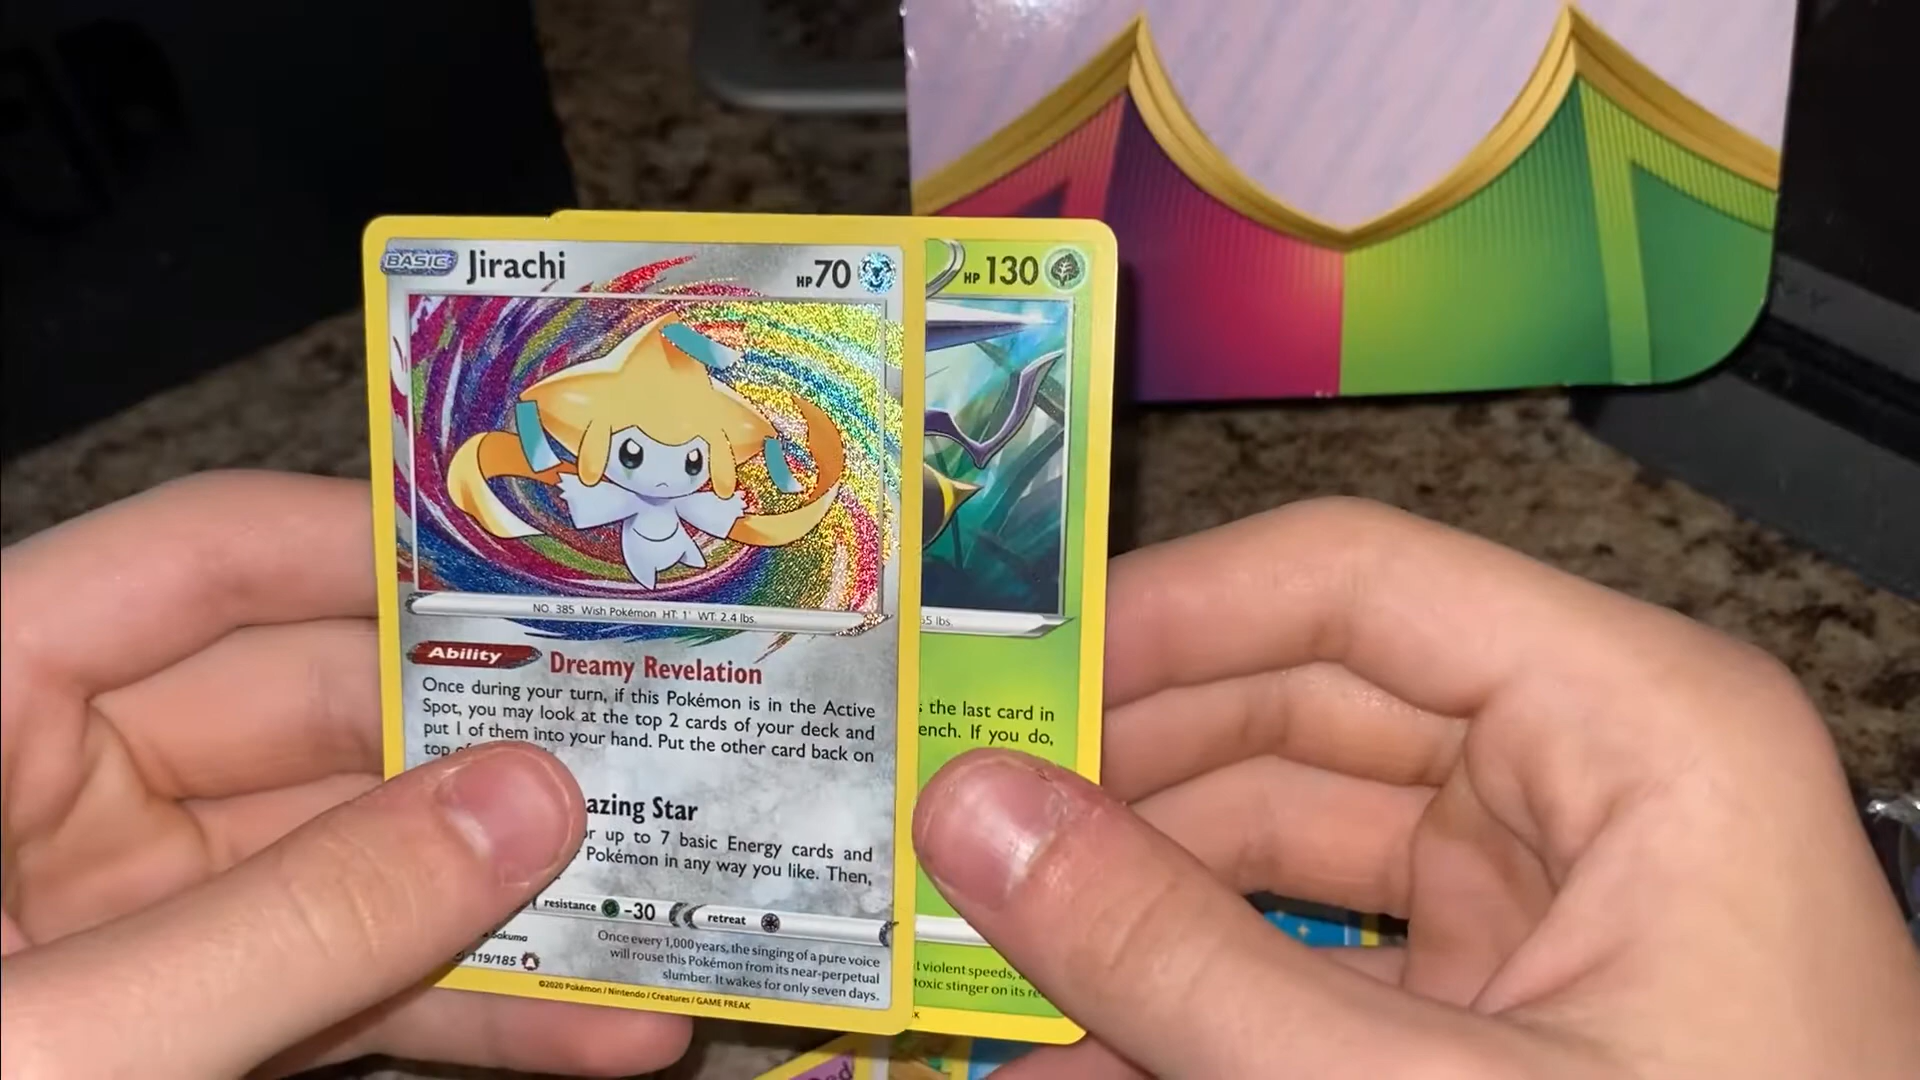 BASIC Jirachi HP 70
NO. 385 Wish Pokémon HT: 1' WT: 2.4 lbs.
Ability Dreamy Revelation
Once during your turn, if this Pokémon is in the Active
Spot, you may look at the top 2 cards of your deck and
put 1 of them into your hand. Put the other card back on
top
azing Star
up to 7 basic Energy cards and
Pokémon in any way you like. Then,
resistance -30 retreat
119/185
Once every 1,000 years, the singing of a pure voice
will rouse this Pokémon from its near-perpetual
slumber. It wakes for only seven days.
©2020 Pokémon / Nintendo / Creatures / GAME FREAK
HP 130
lbs.
the last card in
ench. If you do,
t violent speeds,
toxic stinger on its